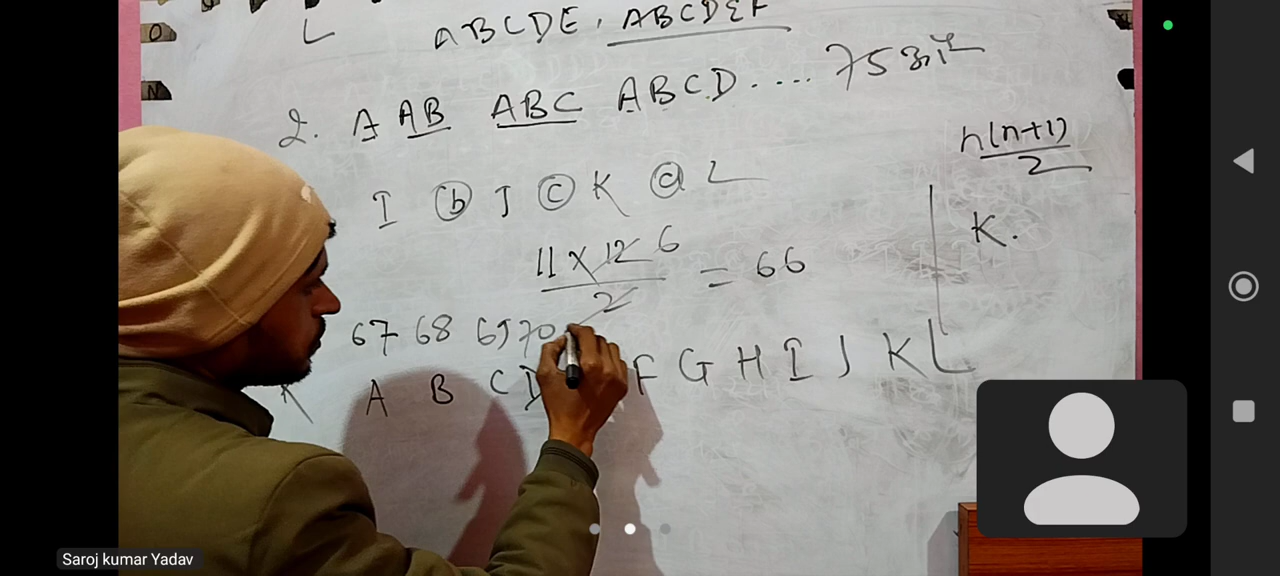 O L ABCDE, ABCDEF
N 2. A AB ABC ABCD.... 75
n(n+1)
2
I ⓑ J ⓒ K ⓓ L
K.
11 x 12 6
2
= 66
67 68 69 70
A B C D F G H I J K L
Saroj kumar Yadav